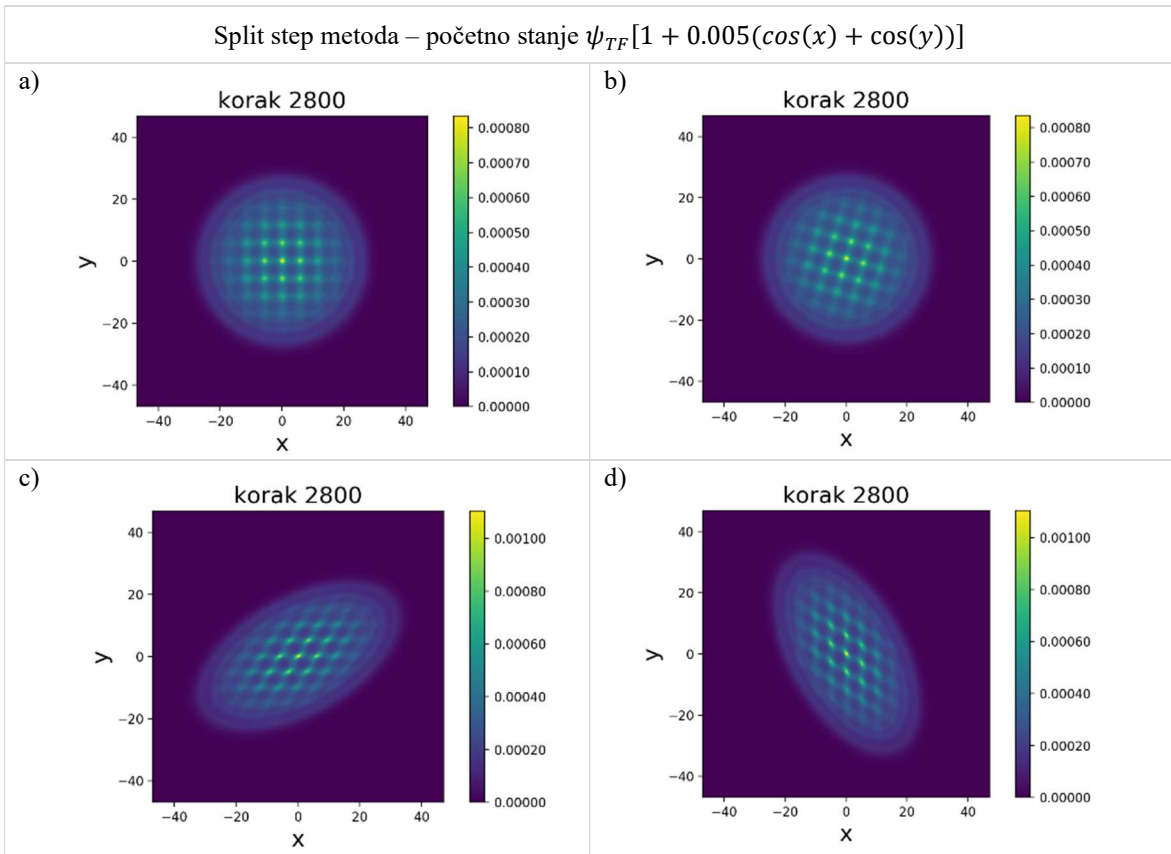 Split step metoda – početno stanje ψ_TF[1 + 0.005(cos(x) + cos(y))]
a)
korak 2800
40
20
0
−20
−40
y
−40 −20 0 20 40
x
0.00080
0.00070
0.00060
0.00050
0.00040
0.00030
0.00020
0.00010
0.00000
b)
korak 2800
40
20
0
−20
−40
y
−40 −20 0 20 40
x
0.00080
0.00070
0.00060
0.00050
0.00040
0.00030
0.00020
0.00010
0.00000
c)
korak 2800
40
20
0
−20
−40
y
−40 −20 0 20 40
x
0.00100
0.00080
0.00060
0.00040
0.00020
0.00000
d)
korak 2800
40
20
0
−20
−40
y
−40 −20 0 20 40
x
0.00100
0.00080
0.00060
0.00040
0.00020
0.00000